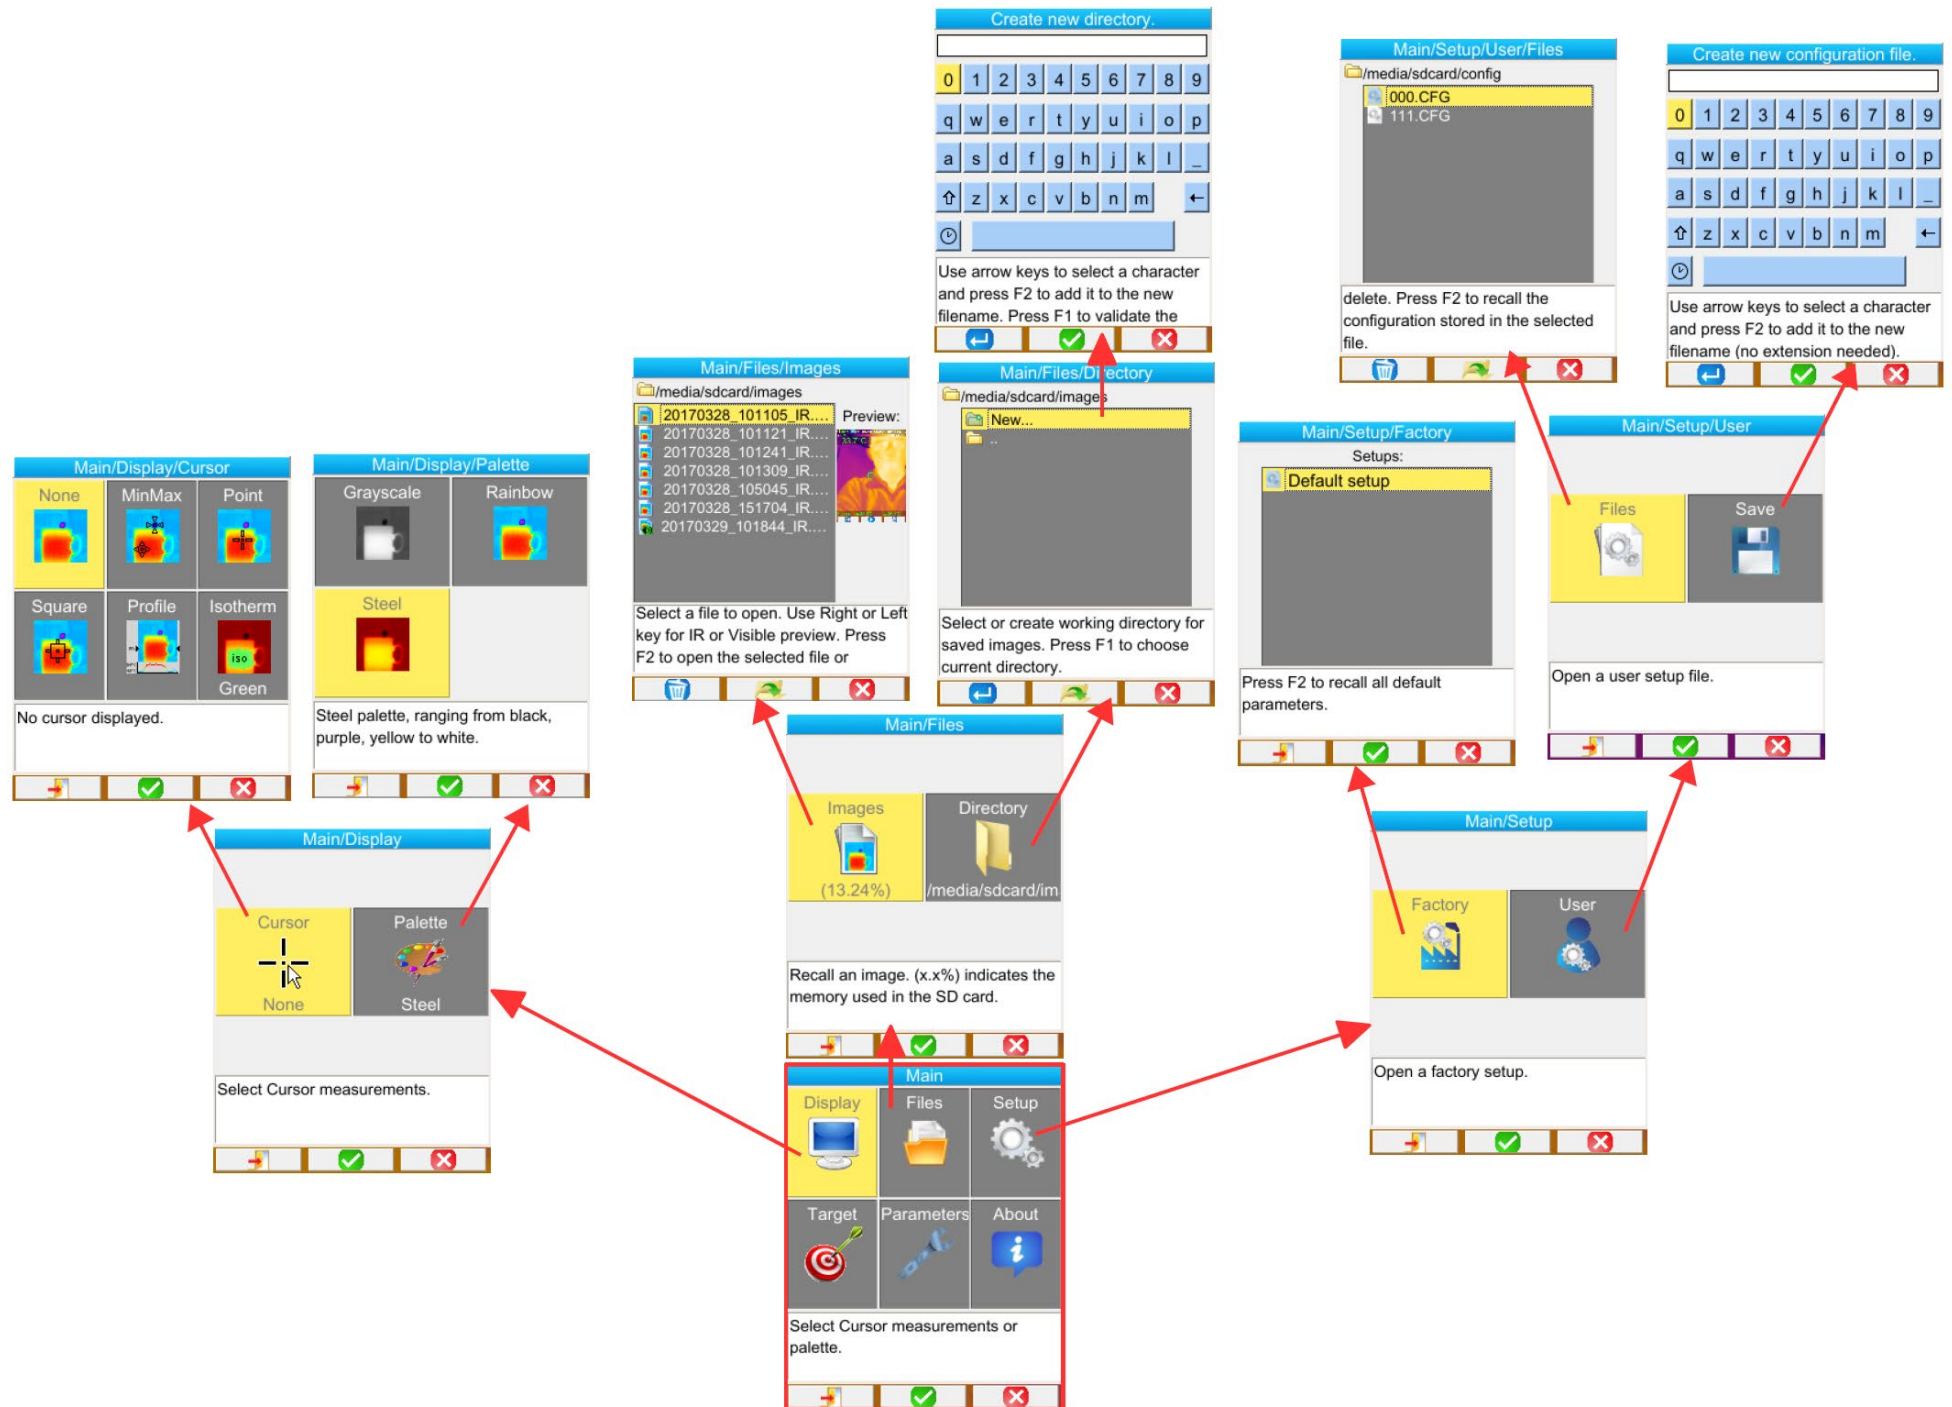 Create new directory.
0 1 2 3 4 5 6 7 8 9
q w e r t y u i o p
a s d f g h j k l _
z x c v b n m
Use arrow keys to select a character
and press F2 to add it to the new
filename. Press F1 to validate the
Main/Setup/User/Files
/media/sdcard/config
000.CFG
111.CFG
delete. Press F2 to recall the
configuration stored in the selected
file.
Create new configuration file.
0 1 2 3 4 5 6 7 8 9
q w e r t y u i o p
a s d f g h j k l _
z x c v b n m
Use arrow keys to select a character
and press F2 to add it to the new
filename (no extension needed).
Main/Files/Images
/media/sdcard/images
20170328_101105_IR....
20170328_101121_IR....
20170328_101241_IR....
20170328_101309_IR....
20170328_105045_IR....
20170328_151704_IR....
20170329_101844_IR....
Preview:
Select a file to open. Use Right or Left
key for IR or Visible preview. Press
F2 to open the selected file or
Main/Files/Directory
/media/sdcard/images
New...
..
Select or create working directory for
saved images. Press F1 to choose
current directory.
Main/Setup/Factory
Setups:
Default setup
Press F2 to recall all default
parameters.
Main/Setup/User
Files
Save
Open a user setup file.
Main/Display/Cursor
None
MinMax
Point
Square
Profile
Isotherm
iso
Green
No cursor displayed.
Main/Display/Palette
Grayscale
Rainbow
Steel
Steel palette, ranging from black,
purple, yellow to white.
Main/Files
Images
(13.24%)
Directory
/media/sdcard/im
Recall an image. (x.x%) indicates the
memory used in the SD card.
Main/Display
Cursor
None
Palette
Steel
Select Cursor measurements.
Main/Setup
Factory
User
Open a factory setup.
Main
Display
Files
Setup
Target
Parameters
About
Select Cursor measurements or
palette.